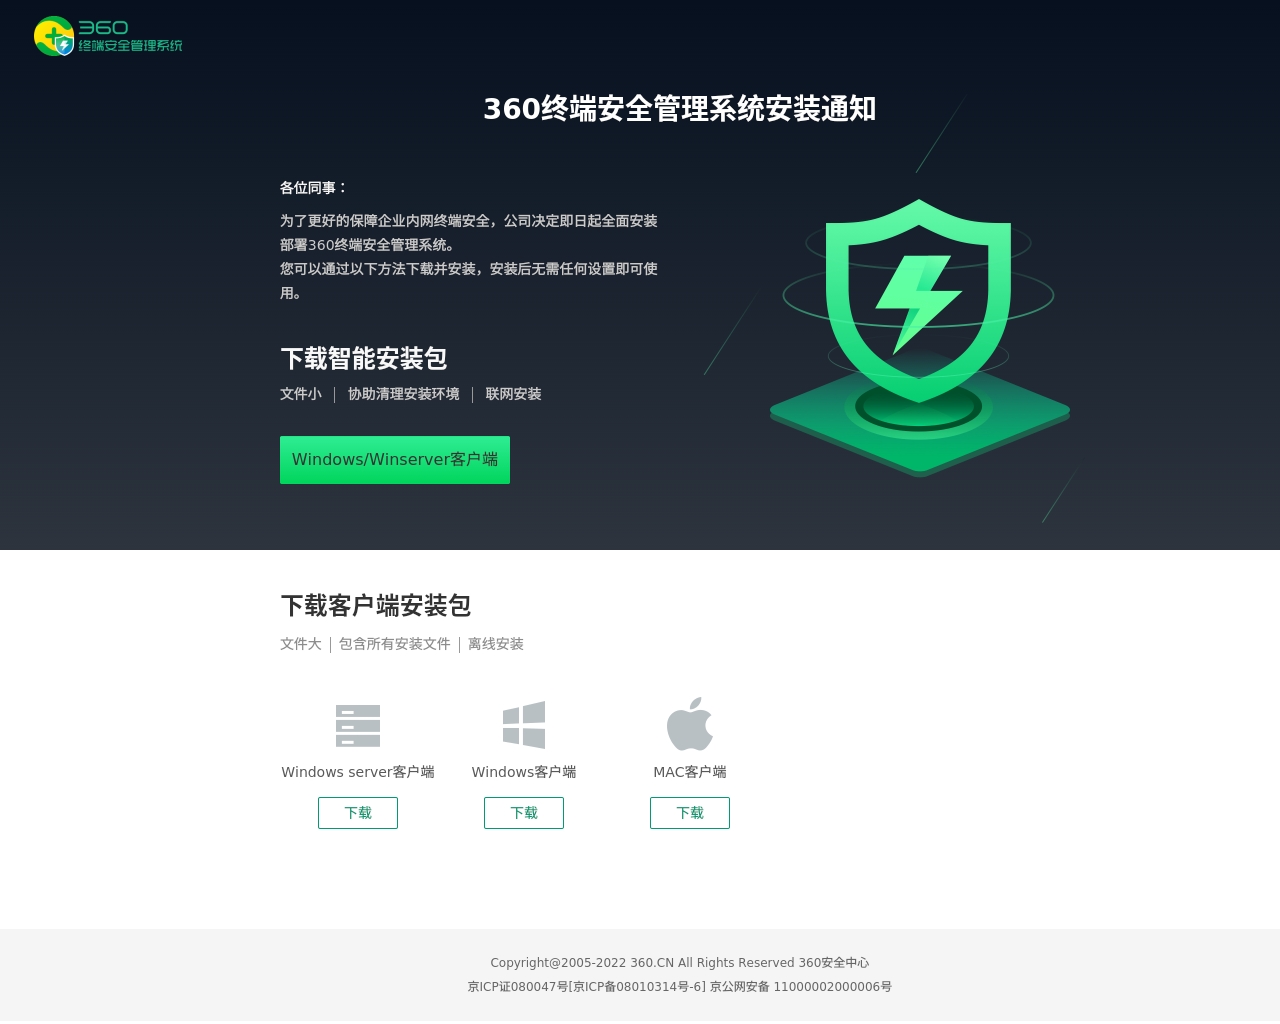 360
终端安全管理系统
360终端安全管理系统安装通知
各位同事：
为了更好的保障企业内网终端安全，公司决定即日起全面安装
部署360终端安全管理系统。
您可以通过以下方法下载并安装，安装后无需任何设置即可使
用。
下载智能安装包
文件小 | 协助清理安装环境 | 联网安装
Windows/Winserver客户端
下载客户端安装包
文件大 | 包含所有安装文件 | 离线安装
Windows server客户端 Windows客户端 MAC客户端
下载 下载 下载
Copyright@2005-2022 360.CN All Rights Reserved 360安全中心
京ICP证080047号[京ICP备08010314号-6] 京公网安备 11000002000006号